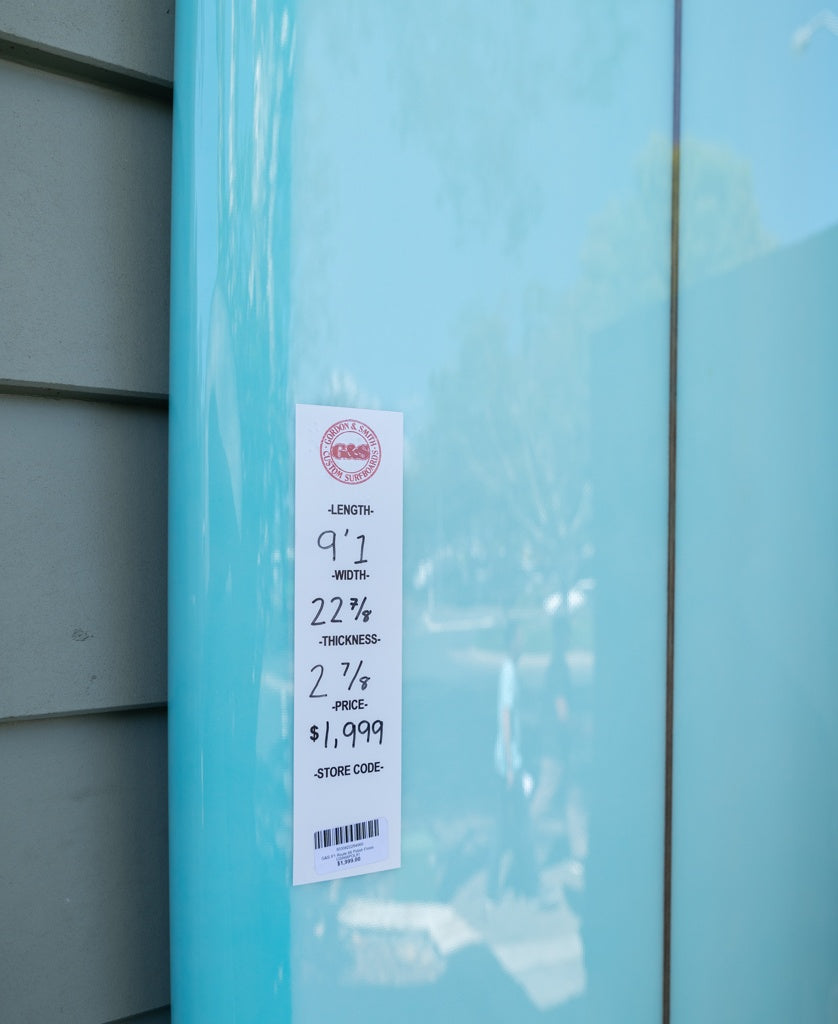 GORDON & SMITH
G&S
CUSTOM SURFBOARDS
-LENGTH-
9'1
-WIDTH-
22 7/8
-THICKNESS-
2 7/8
-PRICE-
$1,999
-STORE CODE-
$1,999.00